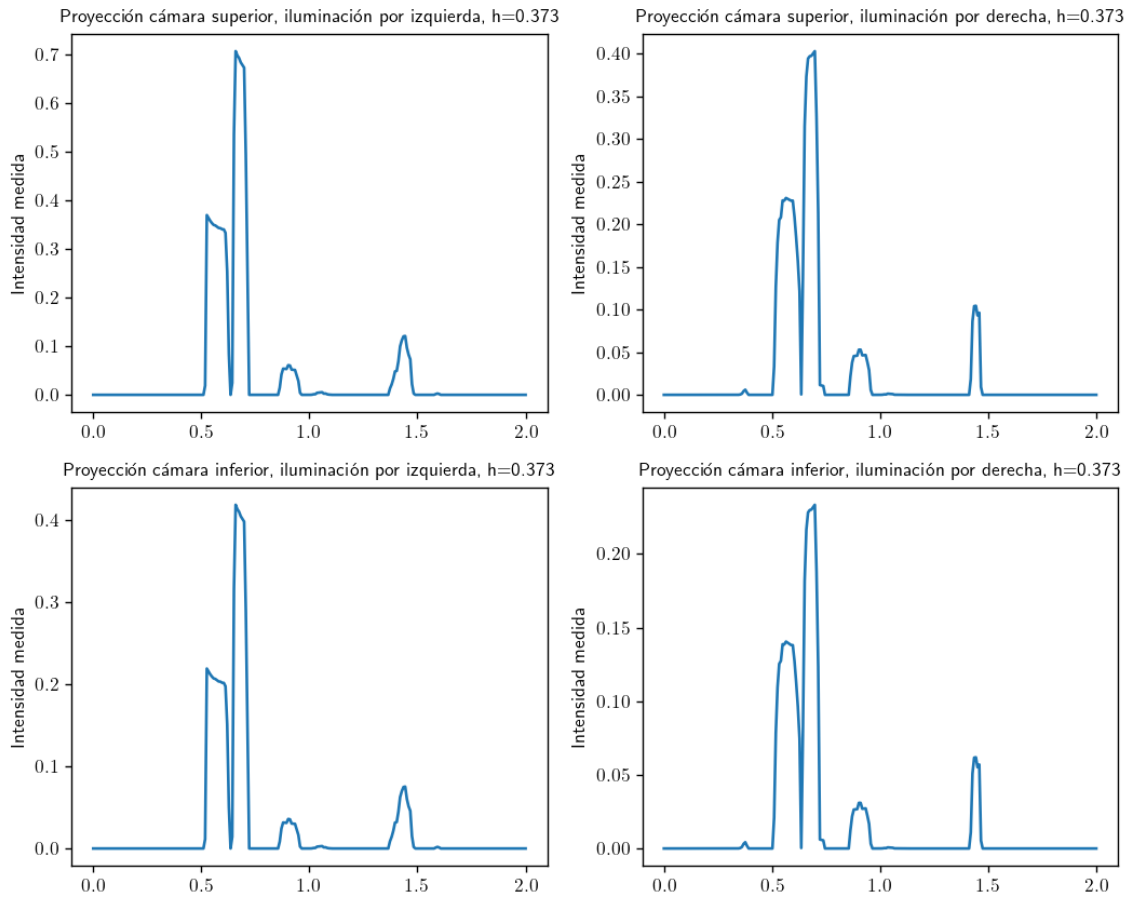 Proyección cámara superior, iluminación por izquierda, h=0.373
0.7
0.6
0.5
0.4
0.3
0.2
0.1
0.0
Intensidad medida
0.0 0.5 1.0 1.5 2.0
Proyección cámara superior, iluminación por derecha, h=0.373
0.40
0.35
0.30
0.25
0.20
0.15
0.10
0.05
0.00
Intensidad medida
0.0 0.5 1.0 1.5 2.0
Proyección cámara inferior, iluminación por izquierda, h=0.373
0.4
0.3
0.2
0.1
0.0
Intensidad medida
0.0 0.5 1.0 1.5 2.0
Proyección cámara inferior, iluminación por derecha, h=0.373
0.20
0.15
0.10
0.05
0.00
Intensidad medida
0.0 0.5 1.0 1.5 2.0